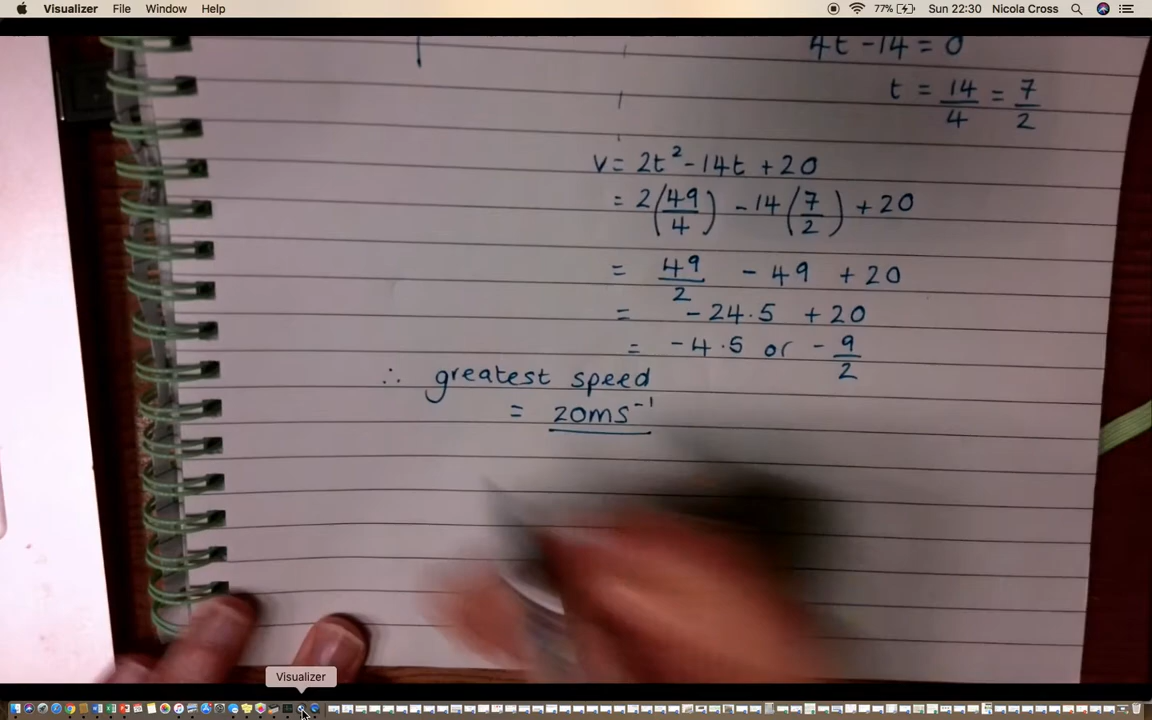 Visualizer File Window Help 77% Sun 22:30 Nicola Cross
4t - 14 = 0
t = 14/4 = 7/2
v = 2t² - 14t + 20
= 2(49/4) - 14(7/2) + 20
= 49/2 - 49 + 20
= - 24.5 + 20
= - 4.5 or - 9/2
∴ greatest speed
= 20ms⁻¹
Visualizer